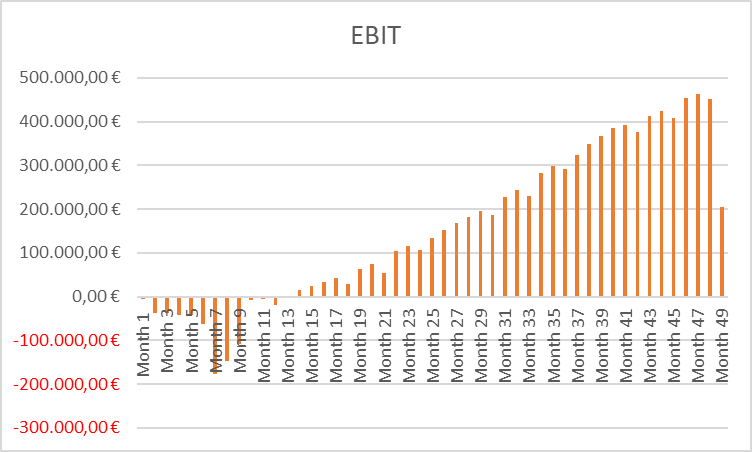 EBIT
500.000,00 €
400.000,00 €
300.000,00 €
200.000,00 €
100.000,00 €
0,00 €
-100.000,00 €
-200.000,00 €
-300.000,00 €
Month 1
Month 3
Month 5
Month 7
Month 9
Month 11
Month 13
Month 15
Month 17
Month 19
Month 21
Month 23
Month 25
Month 27
Month 29
Month 31
Month 33
Month 35
Month 37
Month 39
Month 41
Month 43
Month 45
Month 47
Month 49